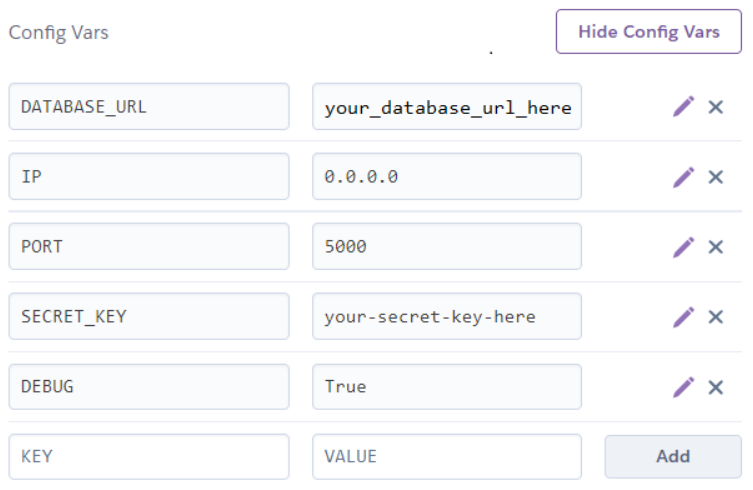 Config Vars Hide Config Vars
DATABASE_URL your_database_url_here
IP 0.0.0.0
PORT 5000
SECRET_KEY your-secret-key-here
DEBUG True
KEY VALUE Add